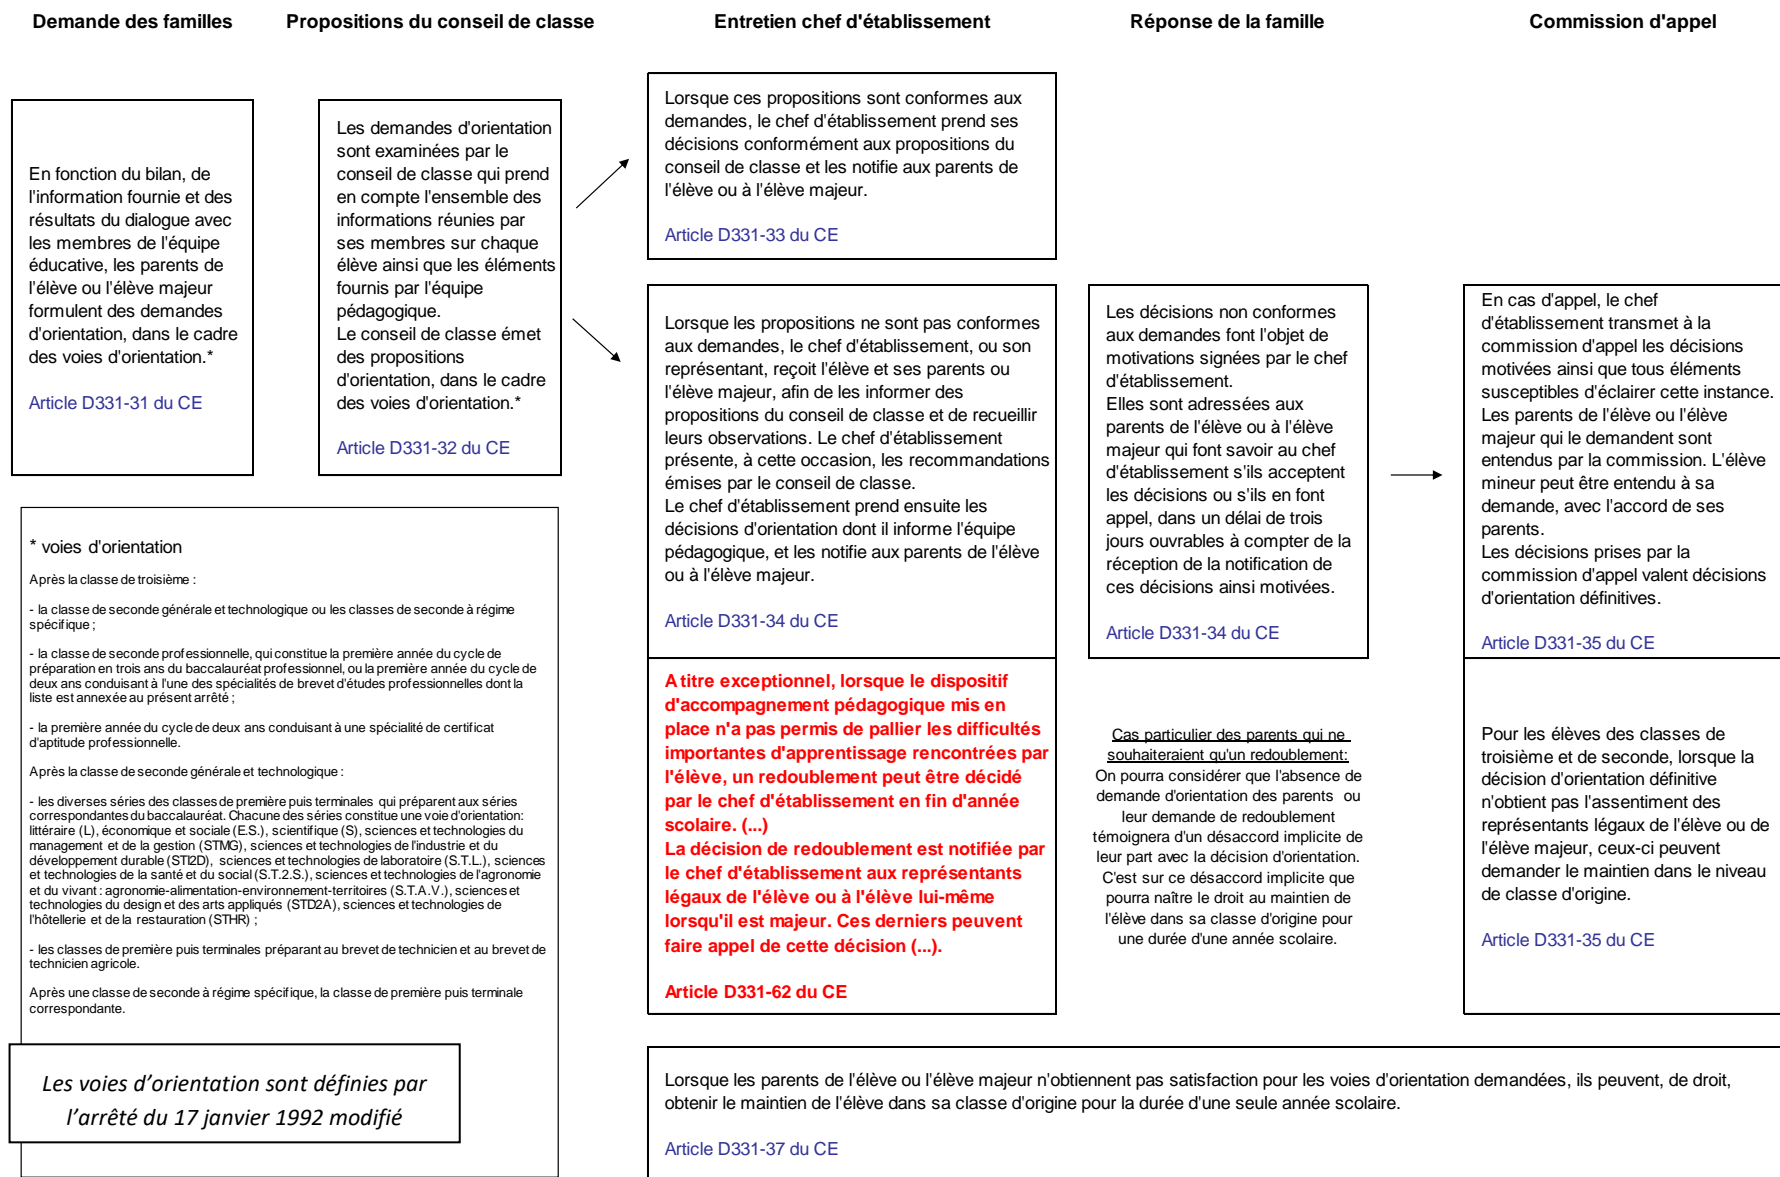 Demande des familles
Propositions du conseil de classe
Entretien chef d'établissement
Réponse de la famille
Commission d'appel
En fonction du bilan, de
l'information fournie et des
résultats du dialogue avec
les membres de l'équipe
éducative, les parents de
l'élève ou l'élève majeur
formulent des demandes
d'orientation, dans le cadre
des voies d'orientation.*
Article D331-31 du CE
Les demandes d'orientation
sont examinées par le
conseil de classe qui prend
en compte l'ensemble des
informations réunies par
ses membres sur chaque
élève ainsi que les éléments
fournis par l'équipe
pédagogique.
Le conseil de classe émet
des propositions
d'orientation, dans le cadre
des voies d'orientation.*
Article D331-32 du CE
Lorsque ces propositions sont conformes aux
demandes, le chef d'établissement prend ses
décisions conformément aux propositions du
conseil de classe et les notifie aux parents de
l'élève ou à l'élève majeur.
Article D331-33 du CE
Lorsque les propositions ne sont pas conformes
aux demandes, le chef d'établissement, ou son
représentant, reçoit l'élève et ses parents ou
l'élève majeur, afin de les informer des
propositions du conseil de classe et de recueillir
leurs observations. Le chef d'établissement
présente, à cette occasion, les recommandations
émises par le conseil de classe.
Le chef d'établissement prend ensuite les
décisions d'orientation dont il informe l'équipe
pédagogique, et les notifie aux parents de l'élève
ou à l'élève majeur.
Article D331-34 du CE
Les décisions non conformes
aux demandes font l'objet de
motivations signées par le chef
d'établissement.
Elles sont adressées aux
parents de l'élève ou à l'élève
majeur qui font savoir au chef
d'établissement s'ils acceptent
les décisions ou s'ils en font
appel, dans un délai de trois
jours ouvrables à compter de la
réception de la notification de
ces décisions ainsi motivées.
Article D331-34 du CE
En cas d'appel, le chef
d'établissement transmet à la
commission d'appel les décisions
motivées ainsi que tous éléments
susceptibles d'éclairer cette instance.
Les parents de l'élève ou l'élève
majeur qui le demandent sont
entendus par la commission. L'élève
mineur peut être entendu à sa
demande, avec l'accord de ses
parents.
Les décisions prises par la
commission d'appel valent décisions
d'orientation définitives.
Article D331-35 du CE
* voies d'orientation
Après la classe de troisième :
- la classe de seconde générale et technologique ou les classes de seconde à régime
spécifique ;
- la classe de seconde professionnelle, qui constitue la première année du cycle de
préparation en trois ans du baccalauréat professionnel, ou la première année du cycle de
deux ans conduisant à l'une des spécialités de brevet d'études professionnelles dont la
liste est annexée au présent arrêté ;
- la première année du cycle de deux ans conduisant à une spécialité de certificat
d'aptitude professionnelle.
Après la classe de seconde générale et technologique :
- les diverses séries des classes de première puis terminales qui préparent aux séries
correspondantes du baccalauréat. Chacune des séries constitue une voie d'orientation:
littéraire (L), économique et sociale (E.S.), scientifique (S), sciences et technologies du
management et de la gestion (STMG), sciences et technologies de l'industrie et du
développement durable (STI2D), sciences et technologies de laboratoire (S.T.L.), sciences
et technologies de la santé et du social (S.T.2.S.), sciences et technologies de l'agronomie
et du vivant : agronomie-alimentation-environnement-territoires (S.T.A.V.), sciences et
technologies du design et des arts appliqués (STD2A), sciences et technologies de
l'hôtellerie et de la restauration (STHR) ;
- les classes de première puis terminales préparant au brevet de technicien et au brevet de
technicien agricole.
Après une classe de seconde à régime spécifique, la classe de première puis terminale
correspondante.
Les voies d'orientation sont définies par
l'arrêté du 17 janvier 1992 modifié
A titre exceptionnel, lorsque le dispositif
d'accompagnement pédagogique mis en
place n'a pas permis de pallier les difficultés
importantes d'apprentissage rencontrées par
l'élève, un redoublement peut être décidé
par le chef d'établissement en fin d'année
scolaire. (...)
La décision de redoublement est notifiée par
le chef d'établissement aux représentants
légaux de l'élève ou à l'élève lui-même
lorsqu'il est majeur. Ces derniers peuvent
faire appel de cette décision (...).
Article D331-62 du CE
Cas particulier des parents qui ne
souhaiteraient qu'un redoublement:
On pourra considérer que l'absence de
demande d'orientation des parents ou
leur demande de redoublement
témoignera d'un désaccord implicite de
leur part avec la décision d'orientation.
C'est sur ce désaccord implicite que
pourra naître le droit au maintien de
l'élève dans sa classe d'origine pour
une durée d'une année scolaire.
Pour les élèves des classes de
troisième et de seconde, lorsque la
décision d'orientation définitive
n'obtient pas l'assentiment des
représentants légaux de l'élève ou de
l'élève majeur, ceux-ci peuvent
demander le maintien dans le niveau
de classe d'origine.
Article D331-35 du CE
Lorsque les parents de l'élève ou l'élève majeur n'obtiennent pas satisfaction pour les voies d'orientation demandées, ils peuvent, de droit,
obtenir le maintien de l'élève dans sa classe d'origine pour la durée d'une seule année scolaire.
Article D331-37 du CE